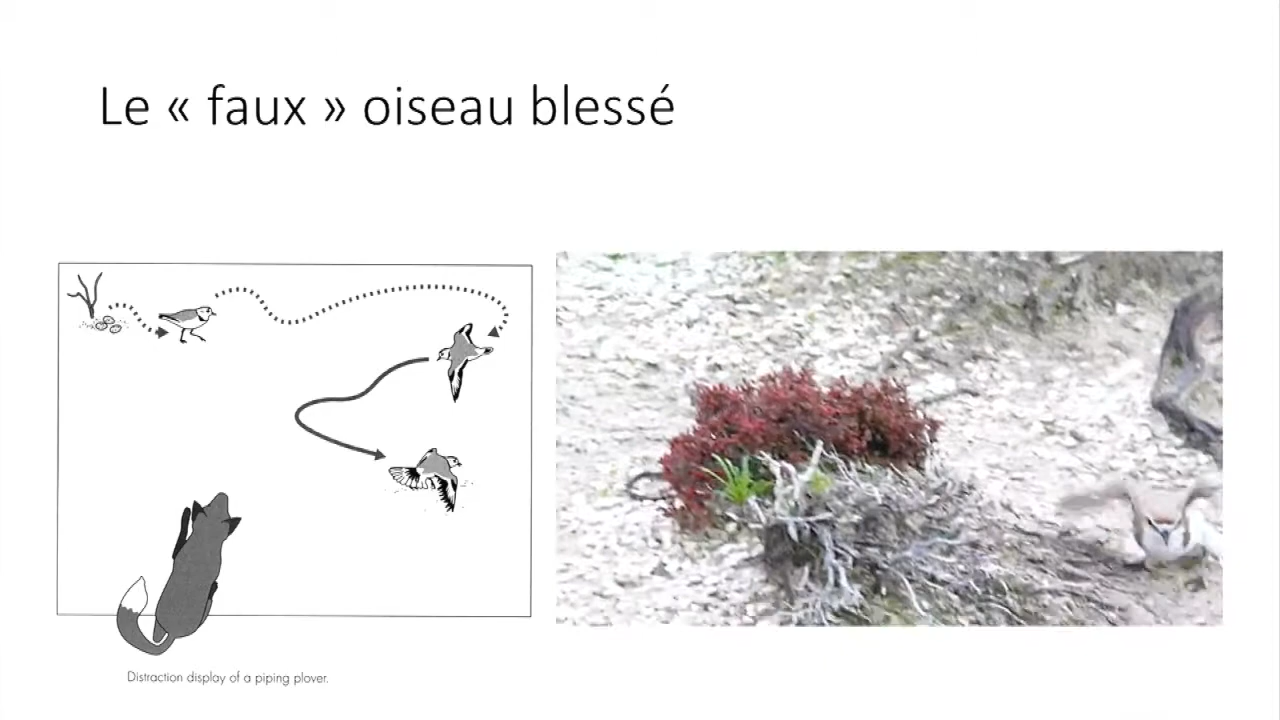 Le « faux » oiseau blessé
Distraction display of a piping plover.